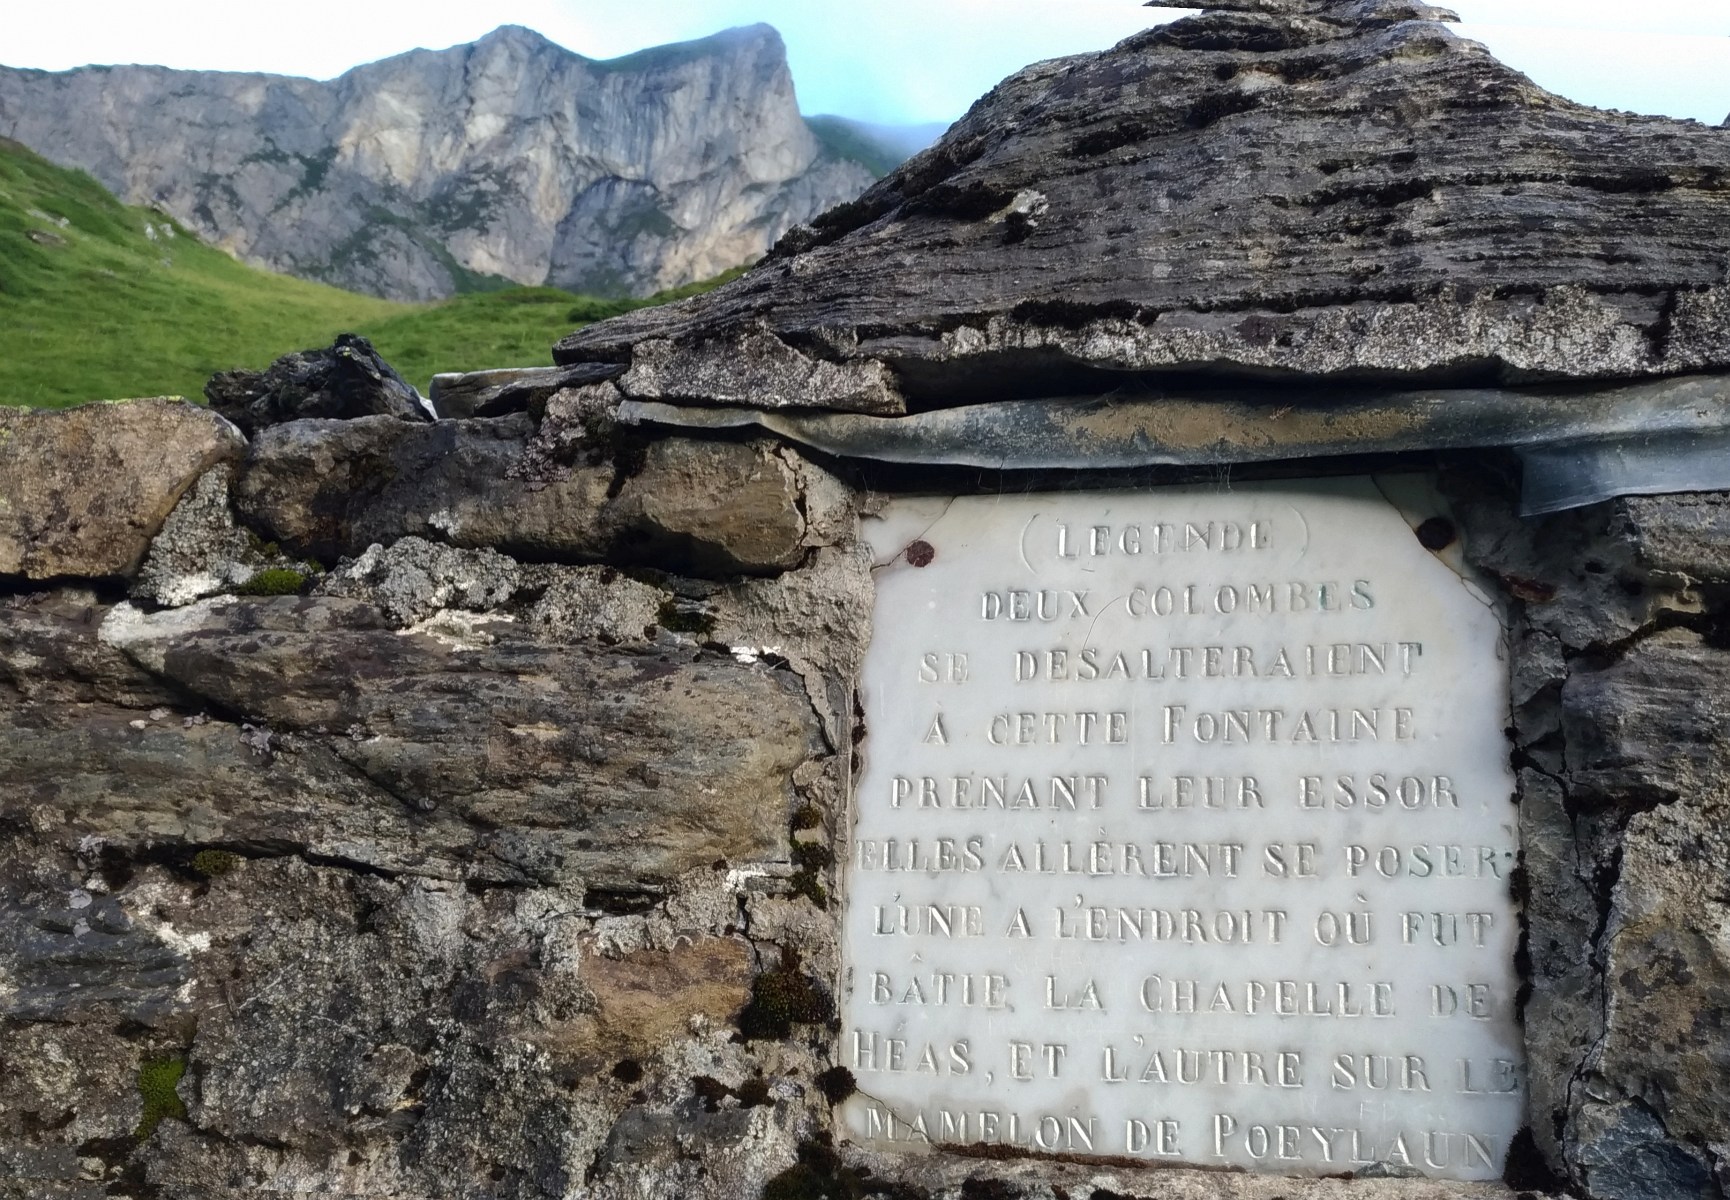 ( LEGENDE )
DEUX COLOMBES
SE DESALTERAIENT
A CETTE FONTAINE
PRENANT LEUR ESSOR
ELLES ALLÈRENT SE POSER
L'UNE A L'ENDROIT OÙ FUT
BÂTIE LA CHAPELLE DE
HÉAS, ET L'AUTRE SUR LE
MAMELON DE POEYLAUN